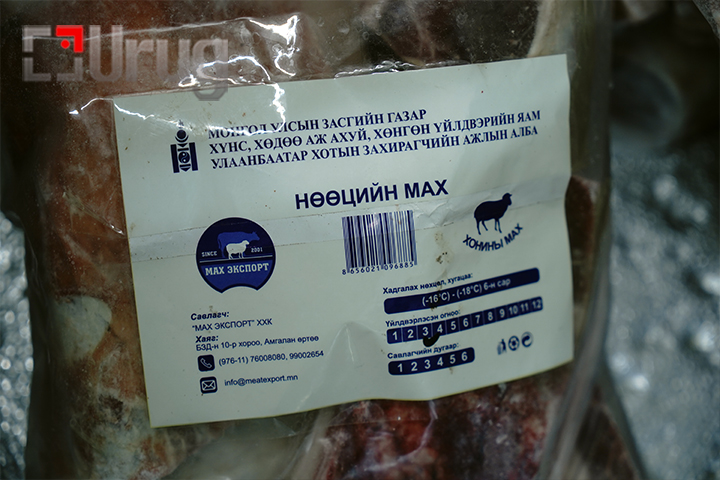 Urug
МОНГОЛ УЛСЫН ЗАСГИЙН ГАЗАР
ХҮНС, ХӨДӨӨ АЖ АХУЙ, ХӨНГӨН ҮЙЛДВЭРИЙН ЯАМ
УЛААНБААТАР ХОТЫН ЗАХИРАГЧИЙН АЖЛЫН АЛБА
НӨӨЦИЙН МАХ
SINCE 2001
МАХ ЭКСПОРТ
8656021096885
ХОНИНЫ МАХ
Савлагч:
"МАХ ЭКСПОРТ" ХХК
Хаяг:
БЗД-н 10-р хороо, Амгалан өртөө
(976-11) 76008080, 99002654
info@meatexport.mn
Хадгалах нөхцөл, хугацаа:
(-16°C) - (-18°C) 6-н сар
Үйлдвэрлэсэн огноо:
1 2 3 4 5 6 7 8 9 10 11 12
Савлагчийн дугаар:
1 2 3 4 5 6